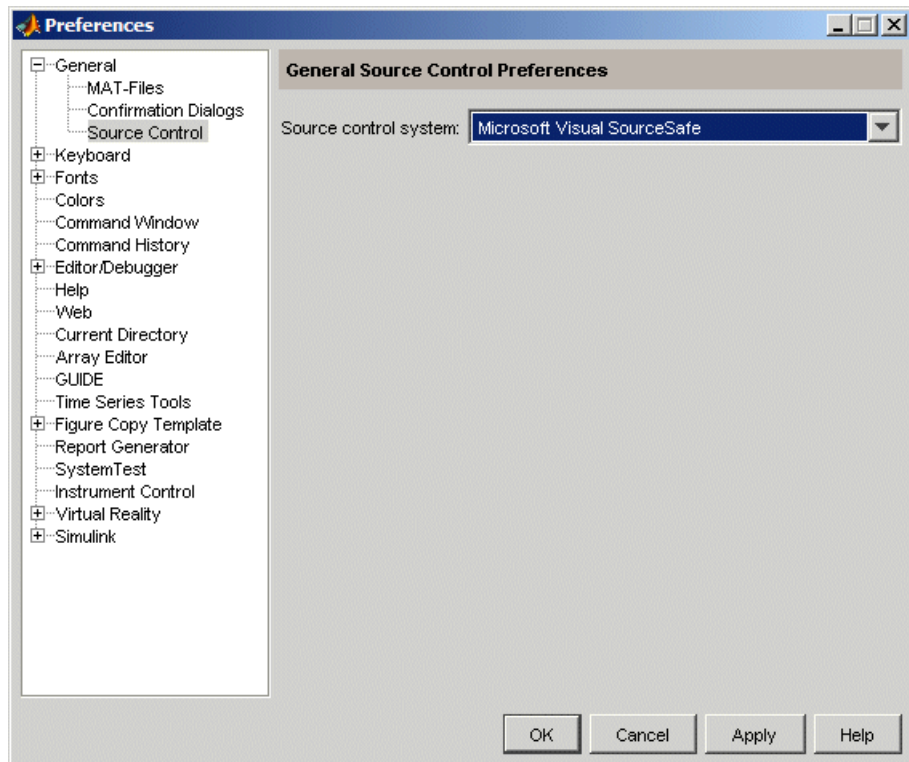 Preferences
General
MAT-Files
Confirmation Dialogs
Source Control
Keyboard
Fonts
Colors
Command Window
Command History
Editor/Debugger
Help
Web
Current Directory
Array Editor
GUIDE
Time Series Tools
Figure Copy Template
Report Generator
SystemTest
Instrument Control
Virtual Reality
Simulink
General Source Control Preferences
Source control system: Microsoft Visual SourceSafe
OK Cancel Apply Help